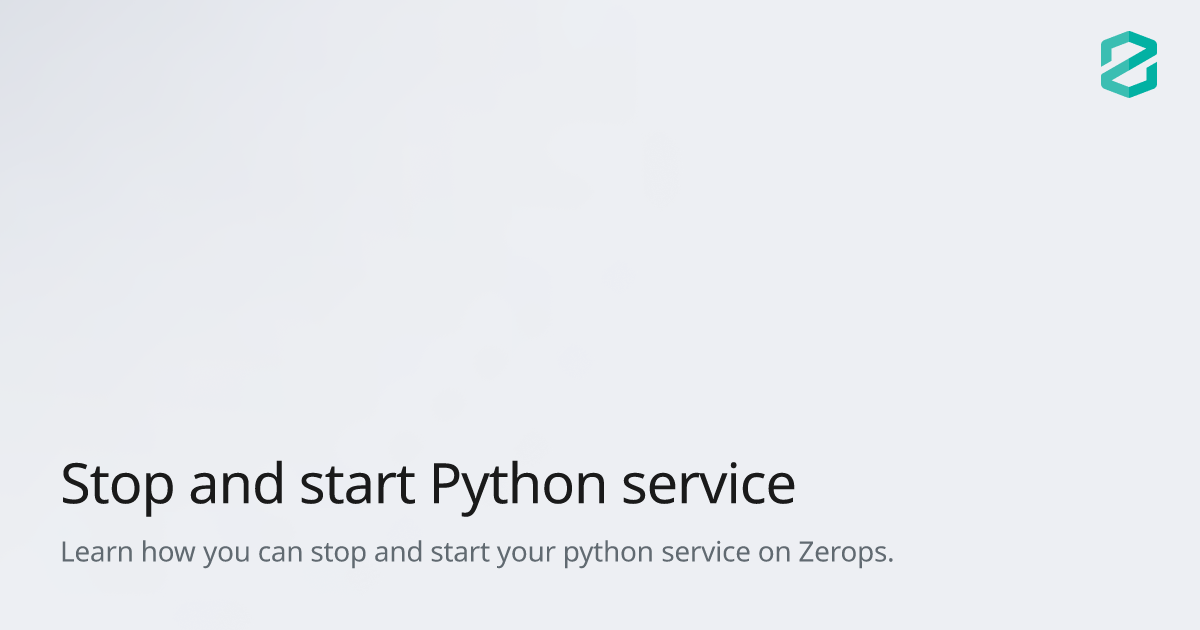 Stop and start Python service
Learn how you can stop and start your python service on Zerops.